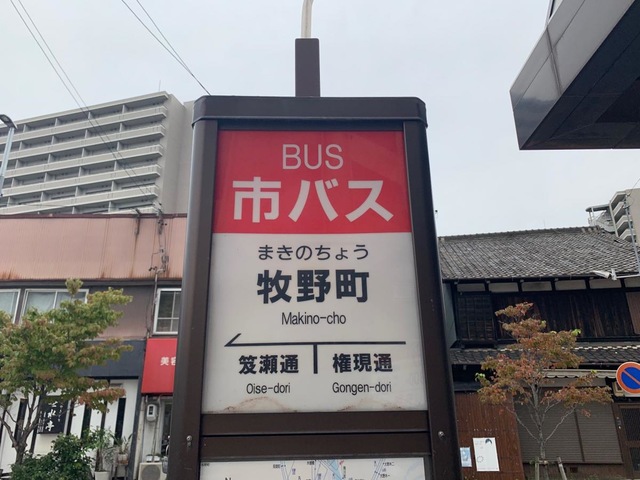 BUS
市バス
まきのちょう
牧野町
Makino-cho
笈瀬通 権現通
Oise-dori Gongen-dori